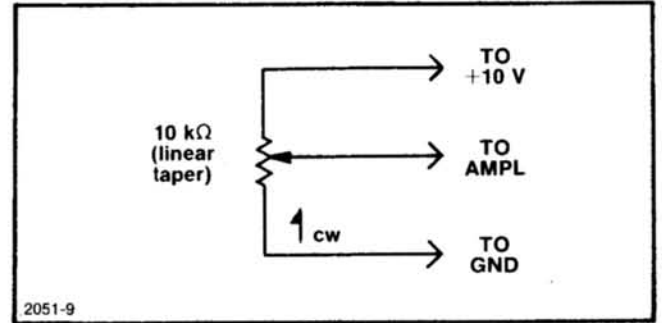 TO
+10 V
10 kΩ
(linear
taper)
TO
AMPL
cw
TO
GND
2051-9